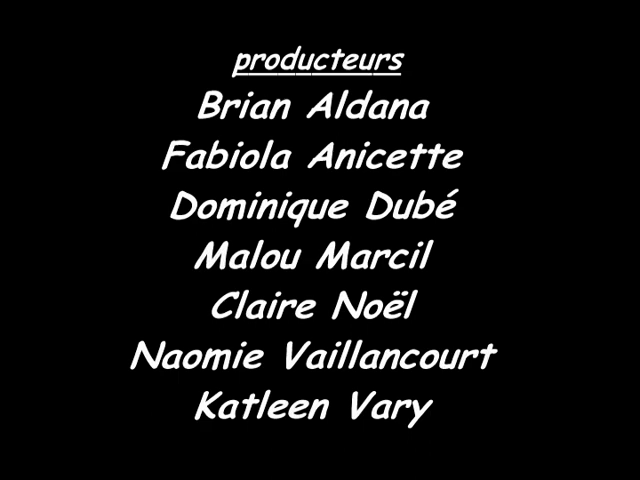 producteurs
Brian Aldana
Fabiola Anicette
Dominique Dubé
Malou Marcil
Claire Noël
Naomie Vaillancourt
Katleen Vary